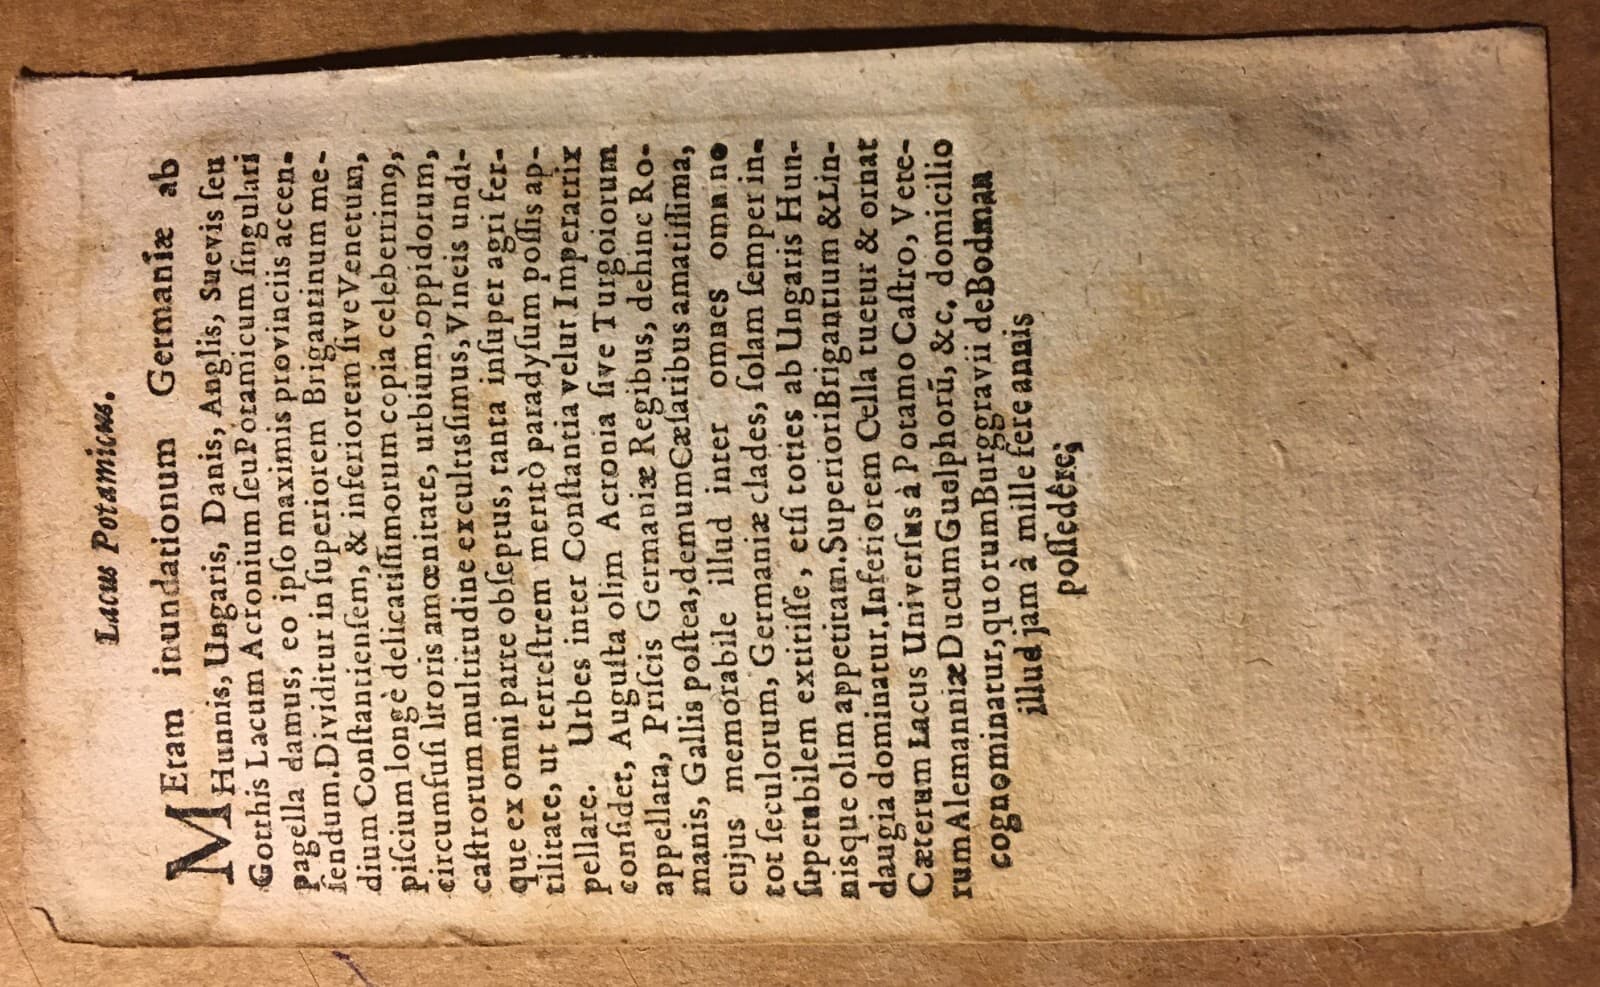 Lacus Potamicus.
MEtam inundationum Germaniæ ab
Hunnis, Ungaris, Danis, Anglis, Suevis ſeu
Gotthis Lacum Acronium ſeu Potamicum ſingulari
pagella damus, eo ipſo maximis provinciis accen-
ſendum. Dividitur in ſuperiorem Brigantinum me-
dium Conſtantienſem, & inferiorem ſive Venetum,
piſcium longè delicatiſſimorum copia celeberimꝰ,
circumfuſi litoris amœnitate, urbium, oppidorum,
caſtrorum multitudine excultisſimus, Vineis undi-
que ex omni parte obſeptus, tanta inſuper agri fer-
tilitate, ut terreſtrem meritò paradyſum poſſis ap-
pellare. Urbes inter Conſtantia velut Imperatrix
conſidet, Auguſta olim Acronia ſive Turgoiorum
appellata, Priſcis Germaniæ Regibus, dehinc Ro-
manis, Gallis poſtea, demum Cæſaribus amatiſſima,
cujus memorabile illud inter omnes omnino
tot ſeculorum, Germaniæ clades, ſolam ſemper in-
ſuperabilem extitiſſe, etſi toties ab Ungaris Hun-
nisque olim appetitam. Superiori Brigantium & Lin-
daugia dominatur. Inferiorem Cella tuetur & ornat
Cæterum Lacus Univerſus à Potamo Caſtro, Vete-
rum Alemanniæ Ducum Guelphorū, &c. domicilio
cognominatur, quorum Burggravii de Bodman
illud jam à mille fere annis
poſſedêre;